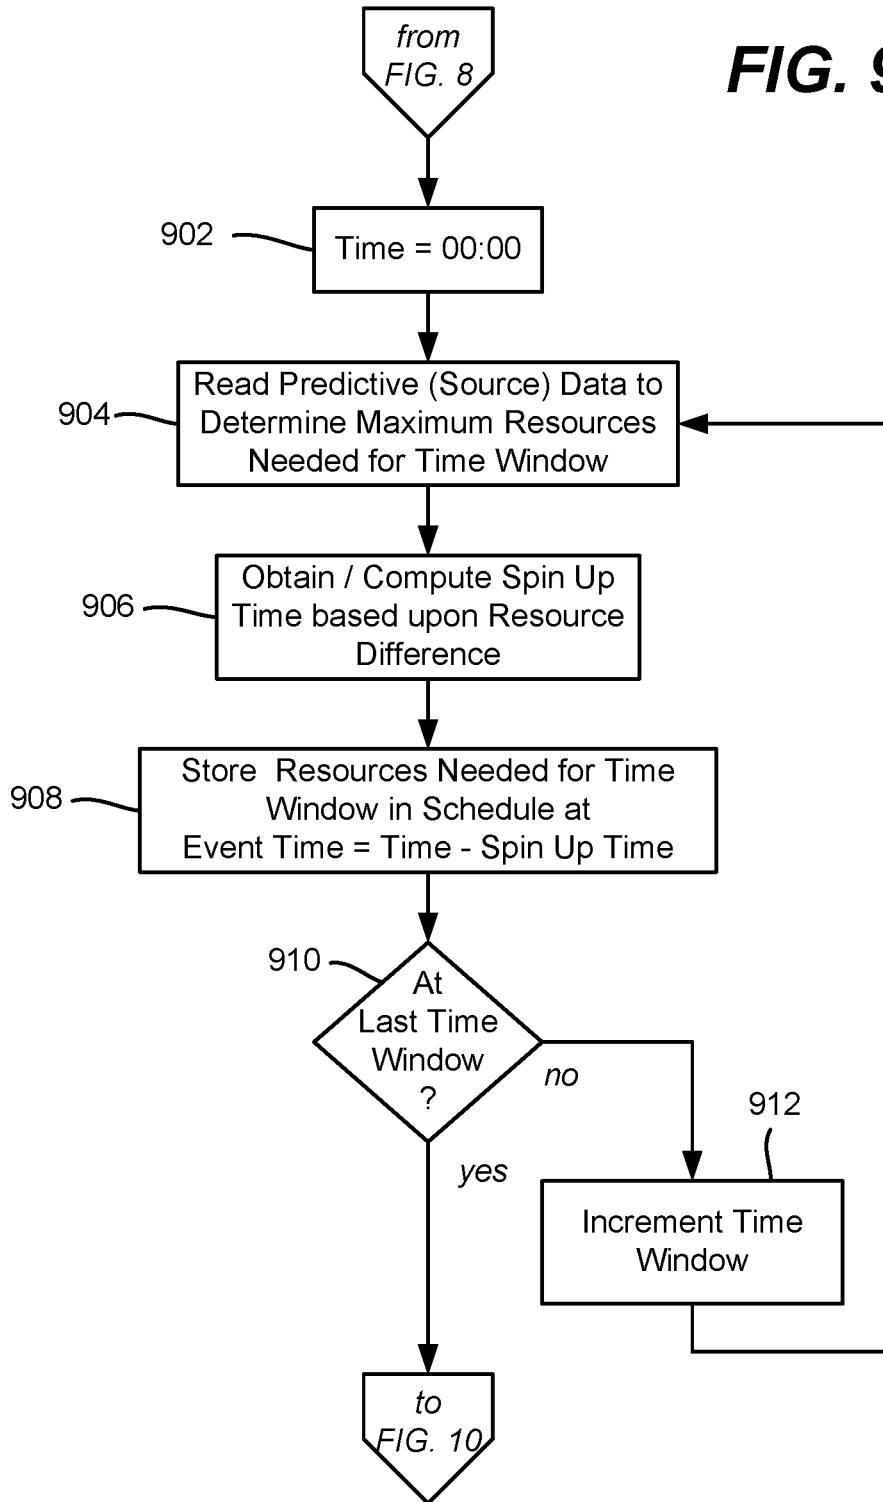 from
FIG. 8
FIG. 9
902
Time = 00:00
904
Read Predictive (Source) Data to
Determine Maximum Resources
Needed for Time Window
906
Obtain / Compute Spin Up
Time based upon Resource
Difference
908
Store Resources Needed for Time
Window in Schedule at
Event Time = Time - Spin Up Time
910
At
Last Time
Window
?
no
yes
912
Increment Time
Window
to
FIG. 10